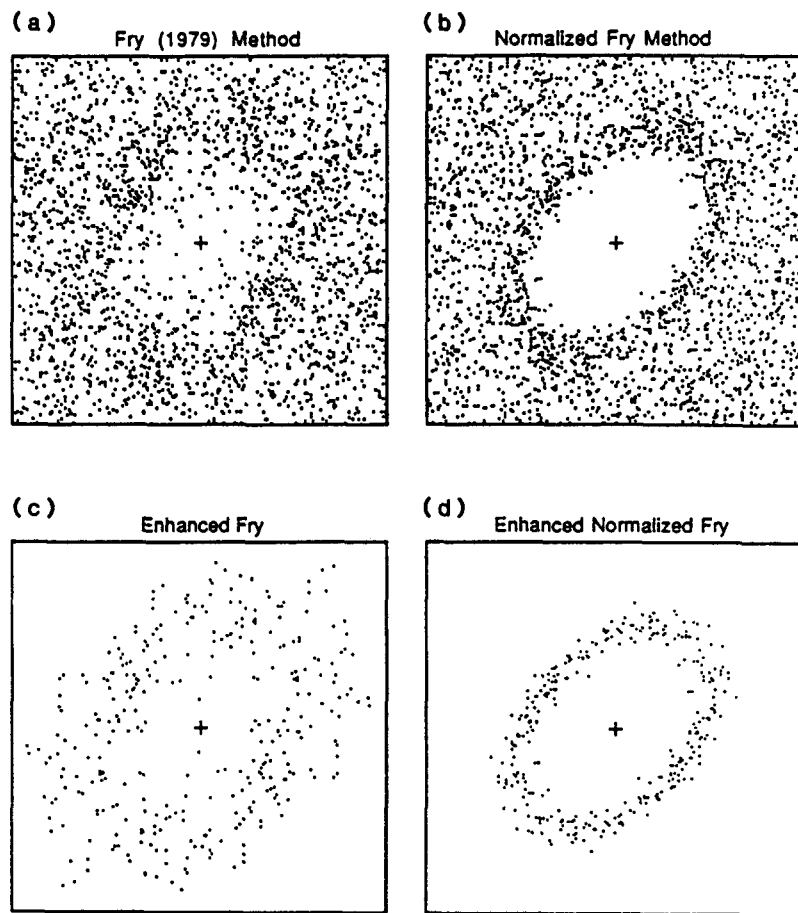 (a)
Fry (1979) Method
(b)
Normalized Fry Method
(c)
Enhanced Fry
(d)
Enhanced Normalized Fry